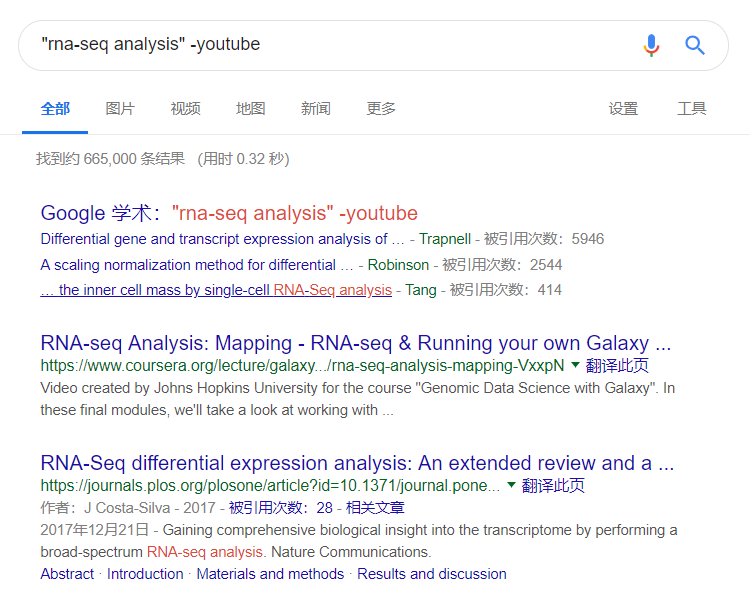 "rna-seq analysis" -youtube
全部 图片 视频 地图 新闻 更多 设置 工具
找到约 665,000 条结果 (用时 0.32 秒)
Google 学术："rna-seq analysis" -youtube
Differential gene and transcript expression analysis of … - Trapnell - 被引用次数：5946
A scaling normalization method for differential … - Robinson - 被引用次数：2544
… the inner cell mass by single-cell RNA-Seq analysis - Tang - 被引用次数：414
RNA-seq Analysis: Mapping - RNA-seq & Running your own Galaxy ...
https://www.coursera.org/lecture/galaxy.../rna-seq-analysis-mapping-VxxpN 翻译此页
Video created by Johns Hopkins University for the course "Genomic Data Science with Galaxy". In
these final modules, we'll take a look at working with ...
RNA-Seq differential expression analysis: An extended review and a ...
https://journals.plos.org/plosone/article?id=10.1371/journal.pone... 翻译此页
作者：J Costa-Silva - 2017 - 被引用次数：28 - 相关文章
2017年12月21日 - Gaining comprehensive biological insight into the transcriptome by performing a
broad-spectrum RNA-seq analysis. Nature Communications.
Abstract · Introduction · Materials and methods · Results and discussion